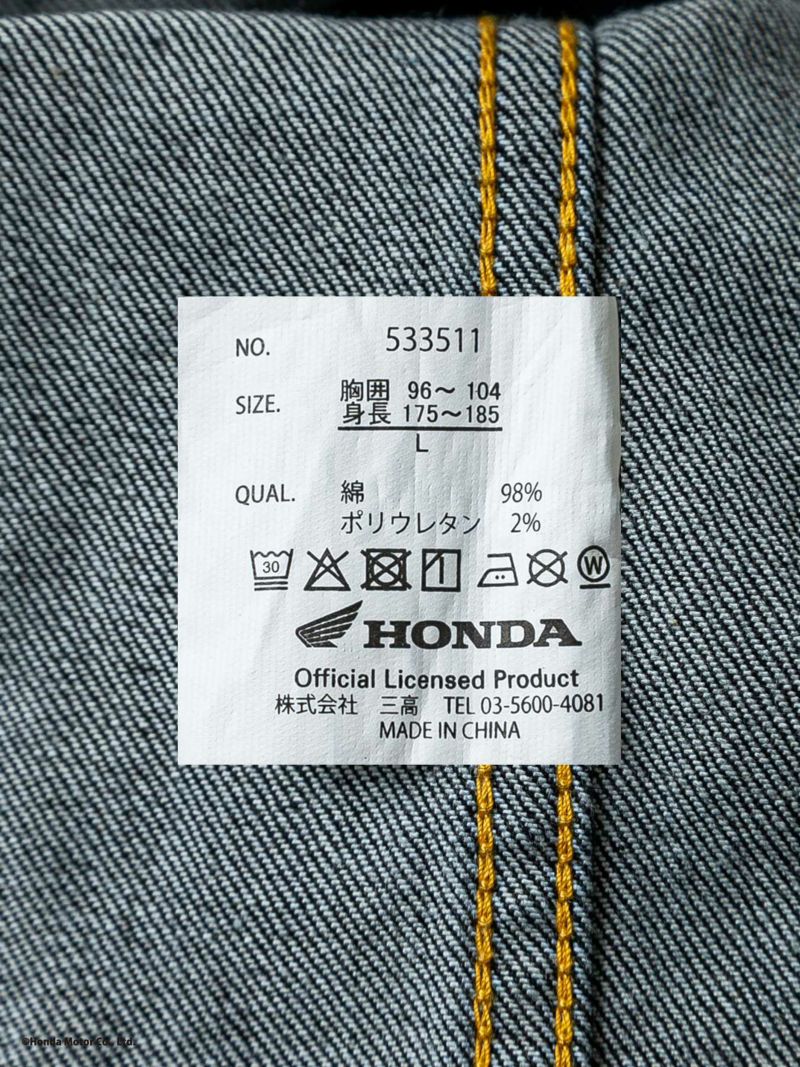 NO. 533511
SIZE. 胸囲 96〜104
身長 175〜185
L
QUAL. 綿 98%
ポリウレタン 2%
30 W
HONDA
Official Licensed Product
株式会社 三高 TEL 03-5600-4081
MADE IN CHINA
©Honda Motor Co., Ltd.